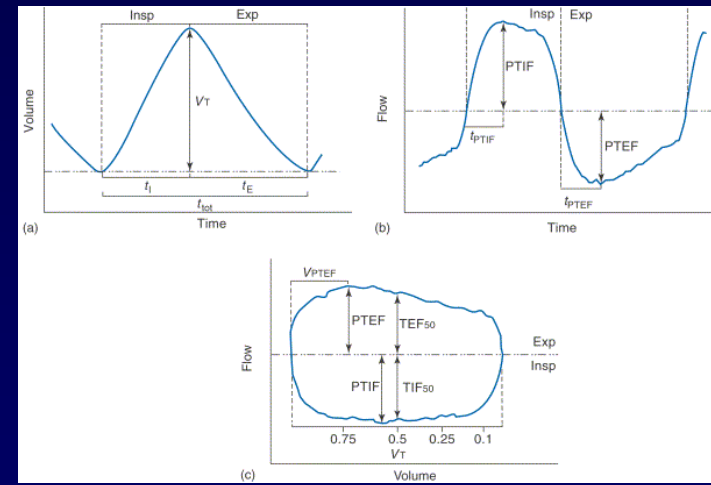 Insp Exp
Volume
VT
tI tE
ttot
Time
(a)
Insp Exp
Flow
PTIF
tPTIF
PTEF
tPTEF
Time
(b)
VPTEF
Flow
PTEF TEF50
Exp
Insp
PTIF TIF50
0.75 0.5 0.25 0.1
VT
Volume
(c)